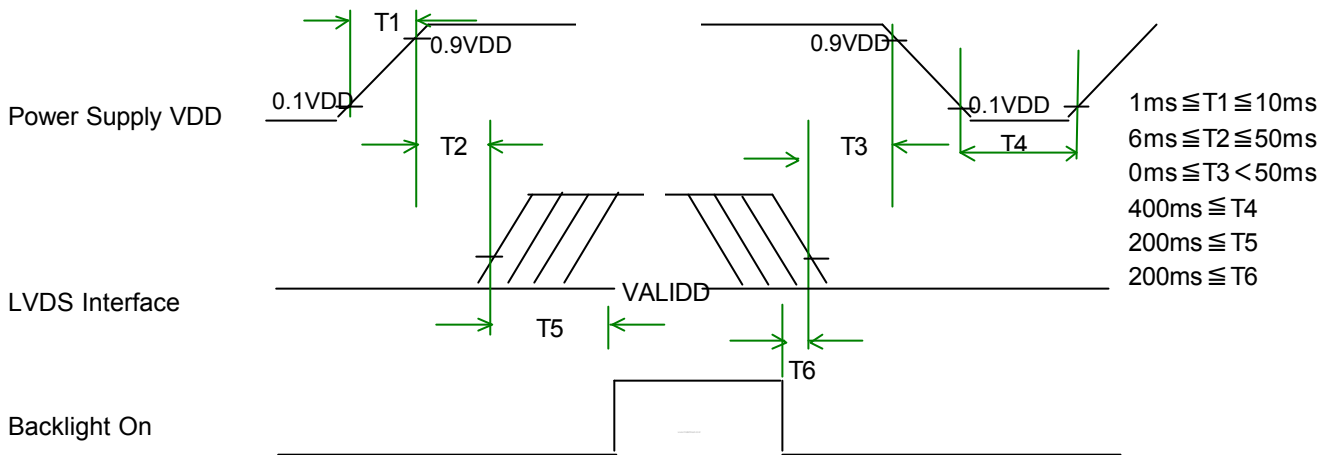 T1
0.9VDD
0.9VDD
0.1VDD
0.1VDD
Power Supply VDD
1ms≦T1≦10ms
T2
T3
T4
6ms≦T2≦50ms
0ms≦T3<50ms
400ms≦T4
200ms≦T5
200ms≦T6
LVDS Interface
VALIDD
T5
T6
Backlight On